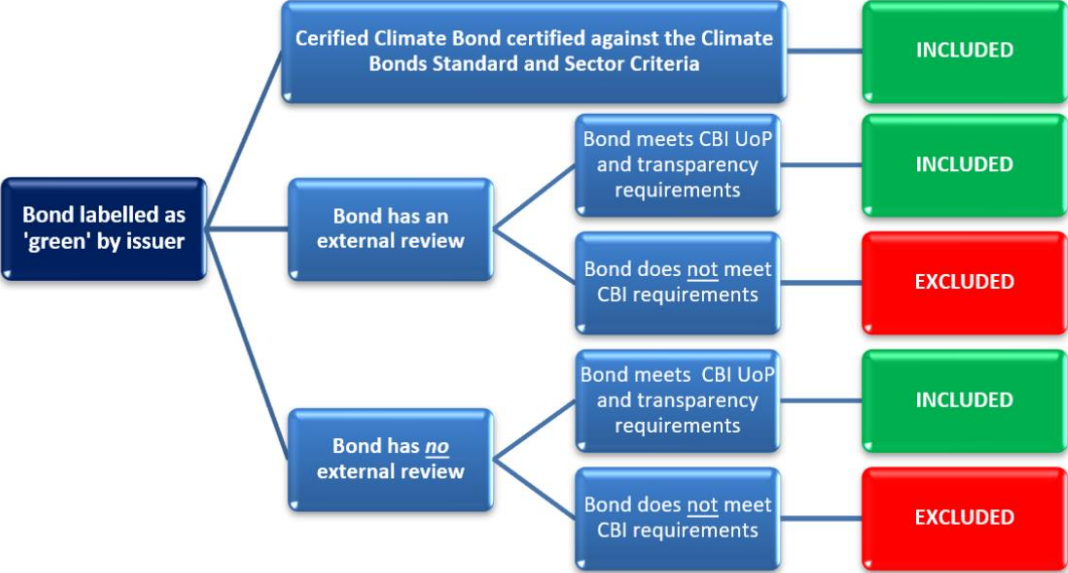 Cerified Climate Bond certified against the Climate
Bonds Standard and Sector Criteria
INCLUDED
Bond labelled as
'green' by issuer
Bond has an
external review
Bond meets CBI UoP
and transparency
requirements
INCLUDED
Bond does not meet
CBI requirements
EXCLUDED
Bond has no
external review
Bond meets CBI UoP
and transparency
requirements
INCLUDED
Bond does not meet
CBI requirements
EXCLUDED